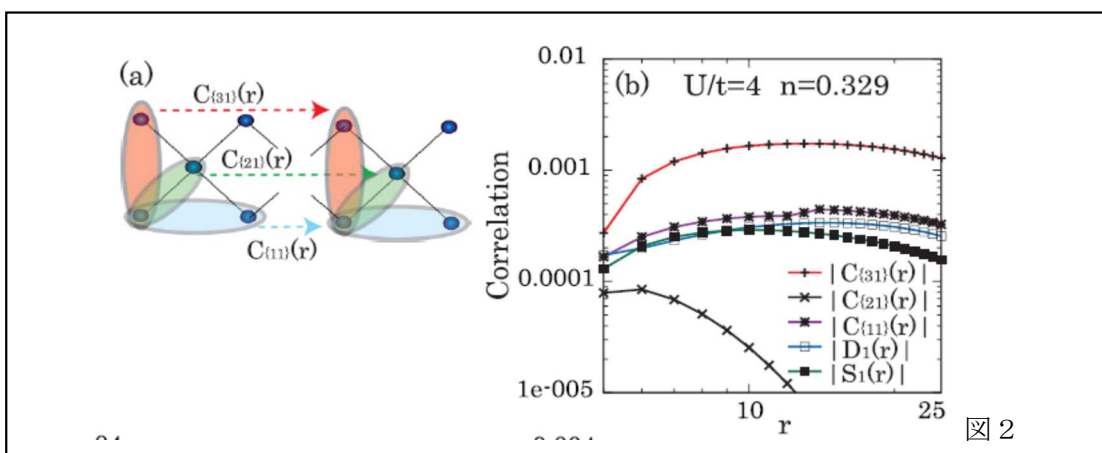 (a)
C{31}(r)
C{21}(r)
C{11}(r)
(b)
U/t=4 n=0.329
Correlation
0.01
0.001
0.0001
1e-005
|C{31}(r)|
|C{21}(r)|
|C{11}(r)|
|D1(r)|
|S1(r)|
10
25
r
図２